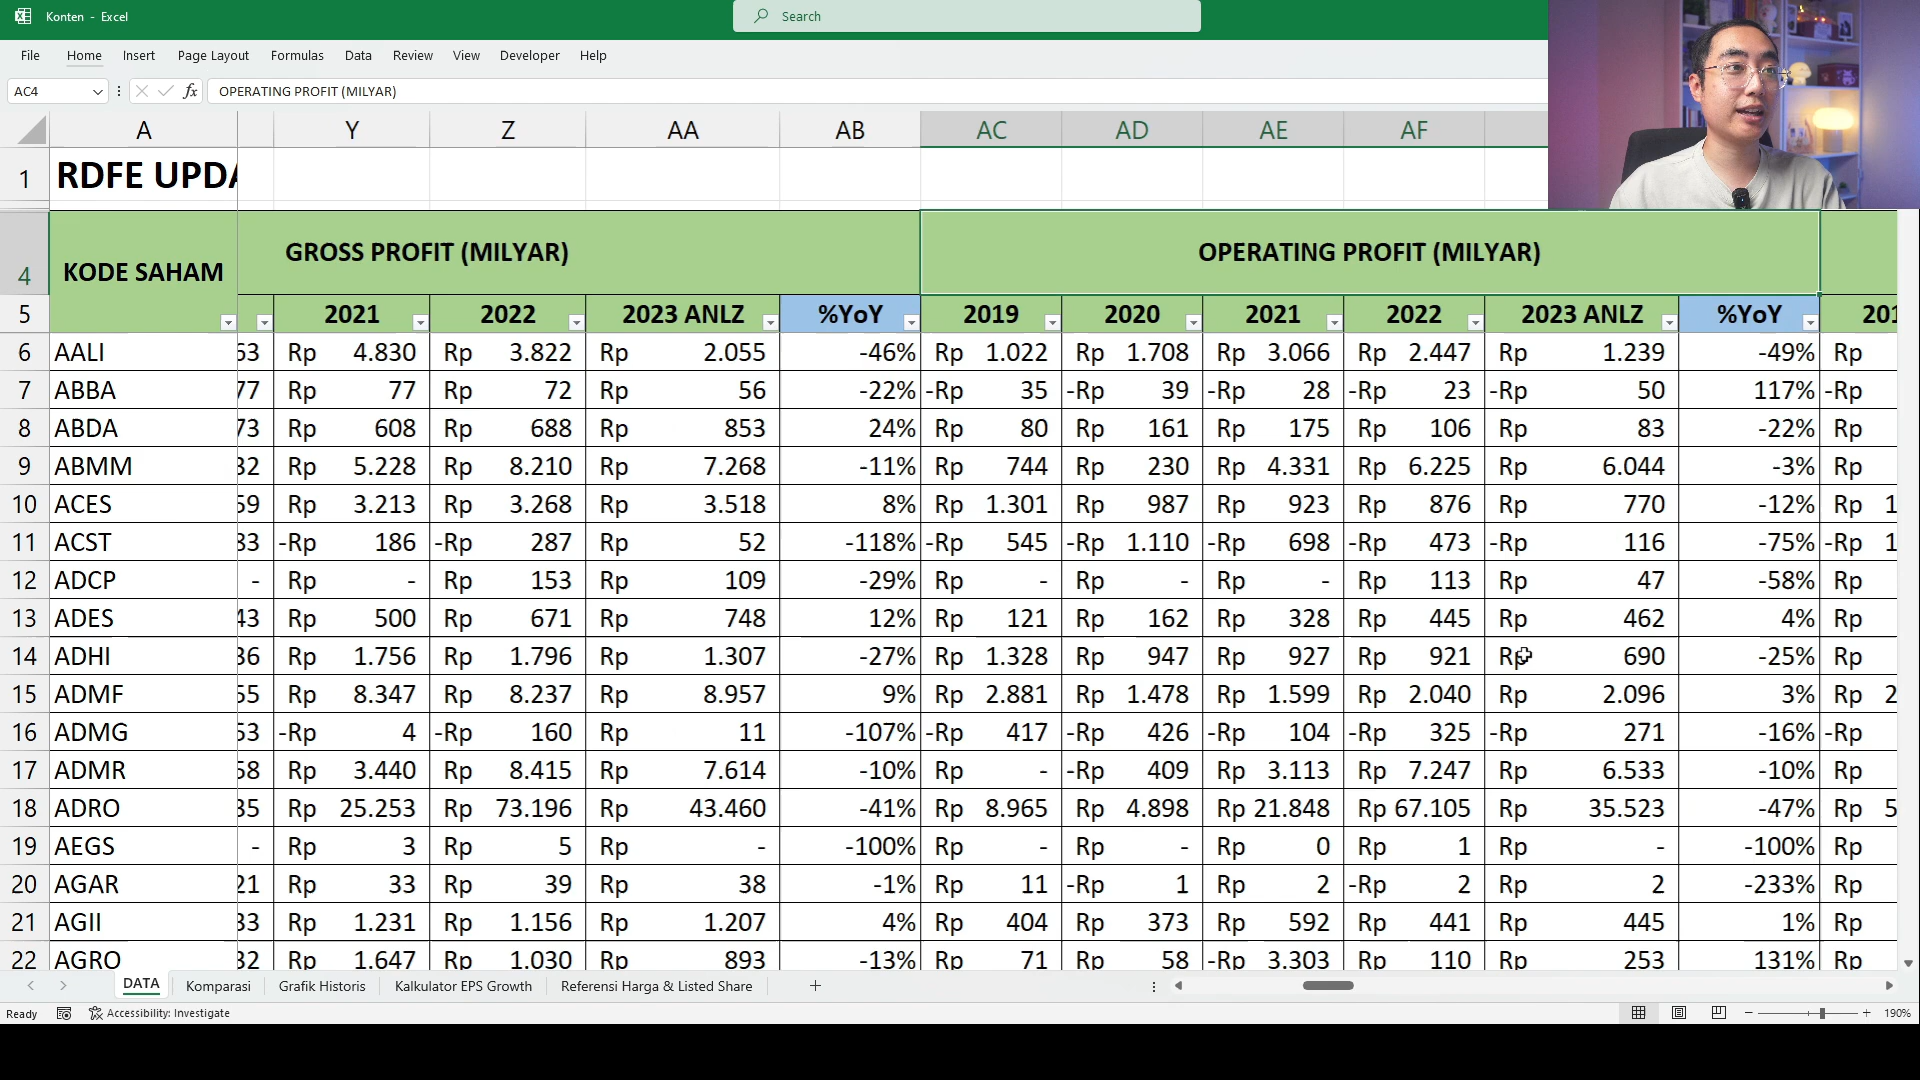 Konten - Excel
Search
File Home Insert Page Layout Formulas Data Review View Developer Help
AC4 fx OPERATING PROFIT (MILYAR)
A Y Z AA AB AC AD AE AF
1 RDFE UPDA
4 KODE SAHAM GROSS PROFIT (MILYAR) OPERATING PROFIT (MILYAR)
5 2021 2022 2023 ANLZ %YoY 2019 2020 2021 2022 2023 ANLZ %YoY 201
6 AALI 63 Rp 4.830 Rp 3.822 Rp 2.055 -46% Rp 1.022 Rp 1.708 Rp 3.066 Rp 2.447 Rp 1.239 -49% Rp
7 ABBA 77 Rp 77 Rp 72 Rp 56 -22% -Rp 35 -Rp 39 -Rp 28 -Rp 23 -Rp 50 117% -Rp
8 ABDA 73 Rp 608 Rp 688 Rp 853 24% Rp 80 Rp 161 Rp 175 Rp 106 Rp 83 -22% Rp
9 ABMM 32 Rp 5.228 Rp 8.210 Rp 7.268 -11% Rp 744 Rp 230 Rp 4.331 Rp 6.225 Rp 6.044 -3% Rp
10 ACES 59 Rp 3.213 Rp 3.268 Rp 3.518 8% Rp 1.301 Rp 987 Rp 923 Rp 876 Rp 770 -12% Rp 1
11 ACST 83 -Rp 186 -Rp 287 Rp 52 -118% -Rp 545 -Rp 1.110 -Rp 698 -Rp 473 -Rp 116 -75% -Rp 1
12 ADCP - Rp - Rp 153 Rp 109 -29% Rp - Rp - Rp - Rp 113 Rp 47 -58% Rp
13 ADES 43 Rp 500 Rp 671 Rp 748 12% Rp 121 Rp 162 Rp 328 Rp 445 Rp 462 4% Rp
14 ADHI 36 Rp 1.756 Rp 1.796 Rp 1.307 -27% Rp 1.328 Rp 947 Rp 927 Rp 921 Rp 690 -25% Rp
15 ADMF 55 Rp 8.347 Rp 8.237 Rp 8.957 9% Rp 2.881 Rp 1.478 Rp 1.599 Rp 2.040 Rp 2.096 3% Rp 2
16 ADMG 53 -Rp 4 -Rp 160 Rp 11 -107% -Rp 417 -Rp 426 -Rp 104 -Rp 325 -Rp 271 -16% -Rp
17 ADMR 58 Rp 3.440 Rp 8.415 Rp 7.614 -10% Rp - -Rp 409 Rp 3.113 Rp 7.247 Rp 6.533 -10% Rp
18 ADRO 35 Rp 25.253 Rp 73.196 Rp 43.460 -41% Rp 8.965 Rp 4.898 Rp 21.848 Rp 67.105 Rp 35.523 -47% Rp 5
19 AEGS - Rp 3 Rp 5 Rp - -100% Rp - Rp - Rp 0 Rp 1 Rp - -100% Rp
20 AGAR 21 Rp 33 Rp 39 Rp 38 -1% Rp 11 -Rp 1 Rp 2 -Rp 2 Rp 2 -233% Rp
21 AGII 33 Rp 1.231 Rp 1.156 Rp 1.207 4% Rp 404 Rp 373 Rp 592 Rp 441 Rp 445 1% Rp
22 AGRO 32 Rp 1.647 Rp 1.030 Rp 893 -13% Rp 71 Rp 58 -Rp 3.303 Rp 110 Rp 253 131% Rp
DATA Komparasi Grafik Historis Kalkulator EPS Growth Referensi Harga & Listed Share
Ready Accessibility: Investigate 190%